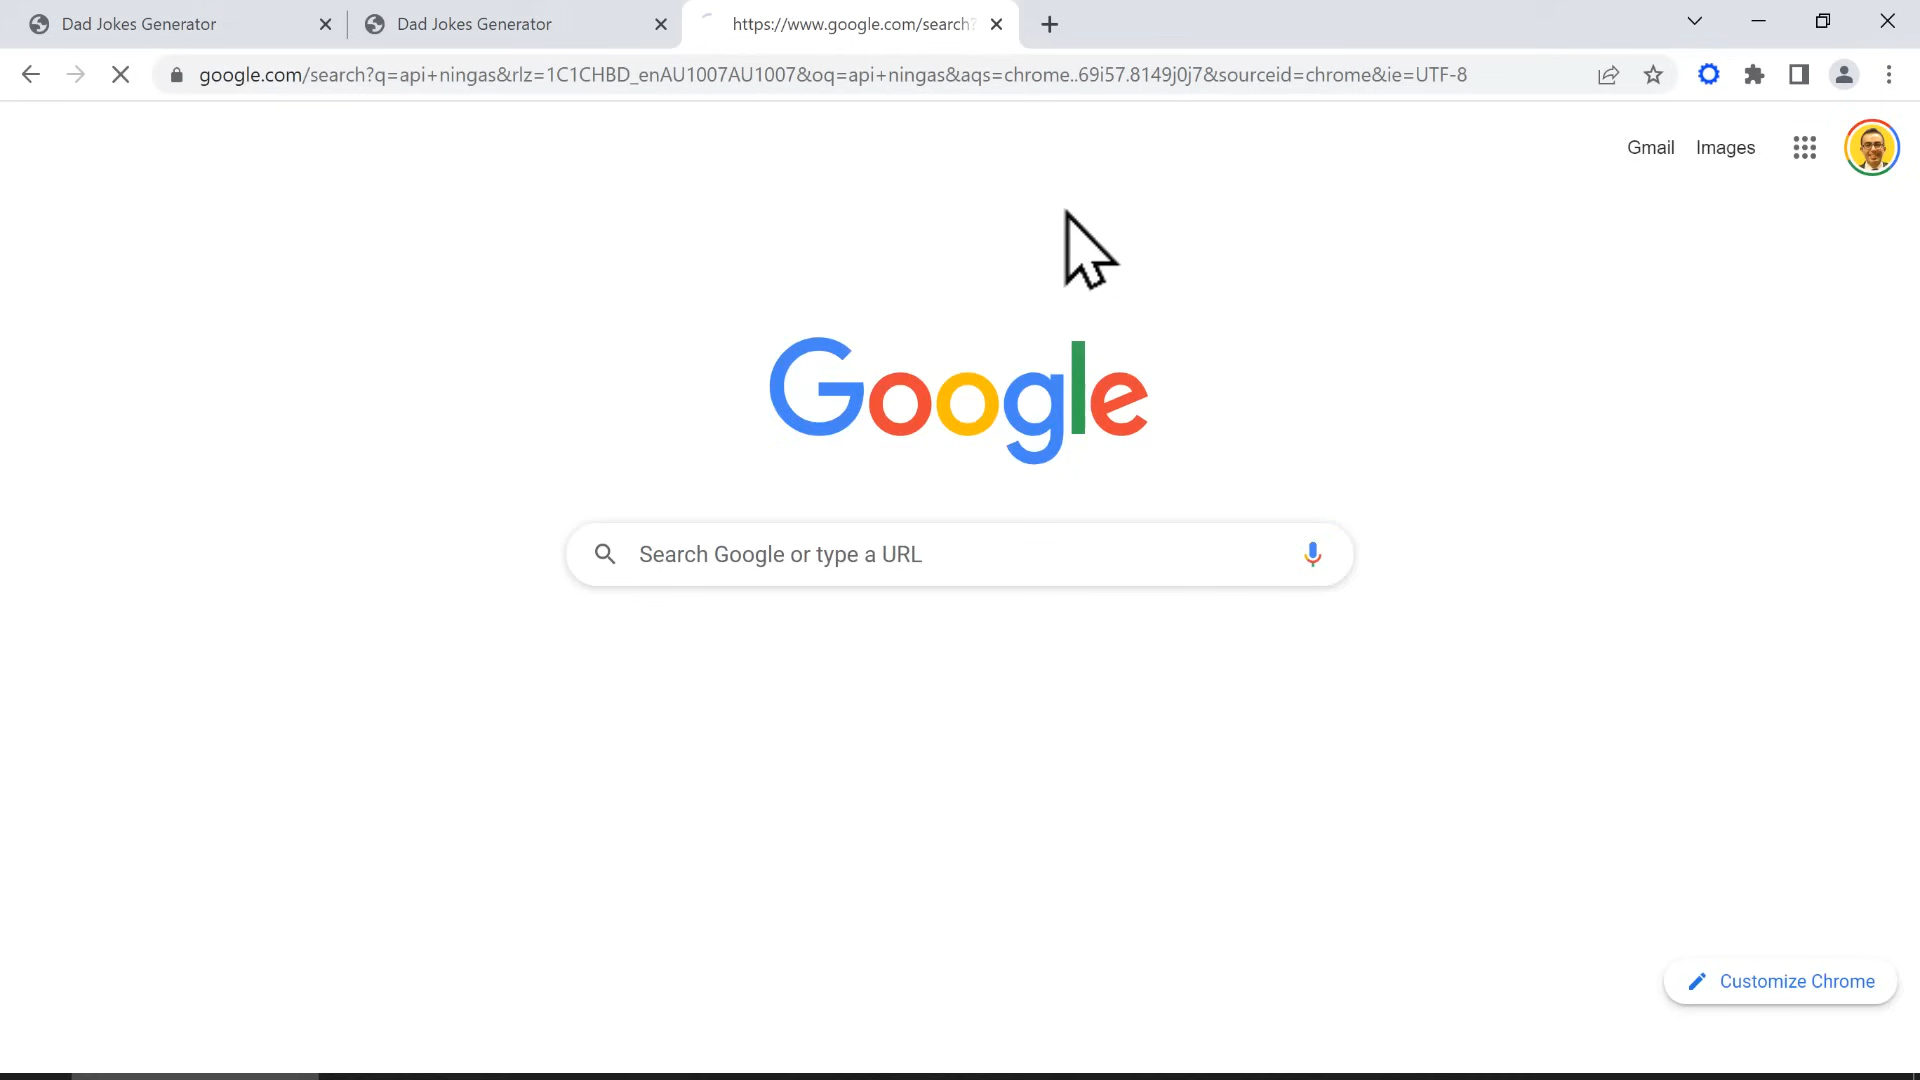 Dad Jokes Generator
Dad Jokes Generator
https://www.google.com/search?
google.com/search?q=api+ningas&rlz=1C1CHBD_enAU1007AU1007&oq=api+ningas&aqs=chrome..69i57.8149j0j7&sourceid=chrome&ie=UTF-8
Gmail Images
Google
Search Google or type a URL
Customize Chrome